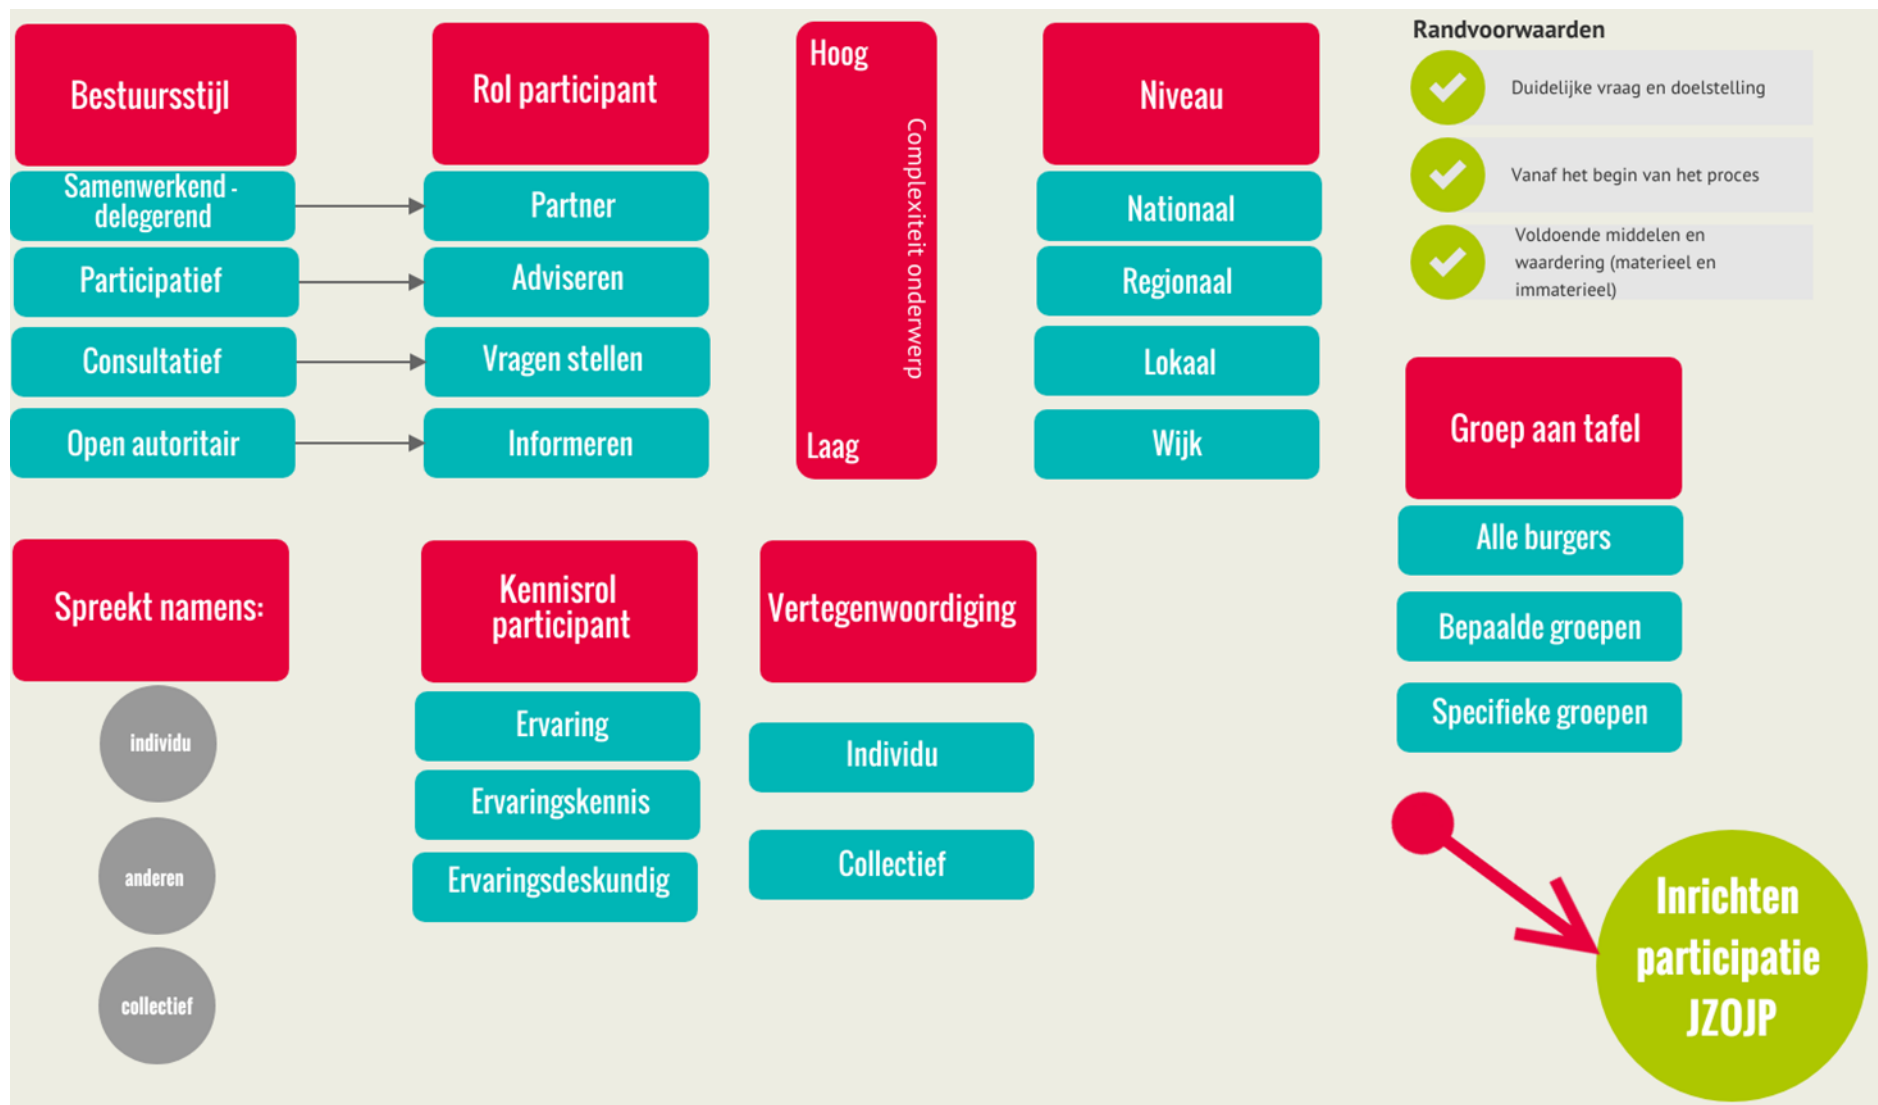 Bestuursstijl
Samenwerkend -
delegerend
Participatief
Consultatief
Open autoritair
Rol participant
Partner
Adviseren
Vragen stellen
Informeren
Hoog
Complexiteit onderwerp
Laag
Niveau
Nationaal
Regionaal
Lokaal
Wijk
Randvoorwaarden
Duidelijke vraag en doelstelling
Vanaf het begin van het proces
Voldoende middelen en
waardering (materieel en
immaterieel)
Groep aan tafel
Alle burgers
Bepaalde groepen
Specifieke groepen
Spreekt namens:
individu
anderen
collectief
Kennisrol
participant
Ervaring
Ervaringskennis
Ervaringsdeskundig
Vertegenwoordiging
Individu
Collectief
Inrichten
participatie
JZOJP